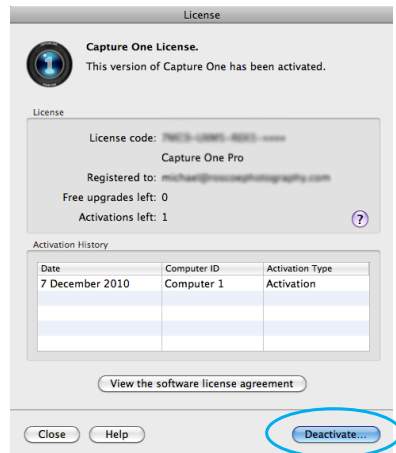 License
Capture One License.
This version of Capture One has been activated.
License
License code:
Capture One Pro
Registered to:
Free upgrades left: 0
Activations left: 1
?
Activation History
Date Computer ID Activation Type
7 December 2010 Computer 1 Activation
View the software license agreement
Close Help Deactivate...